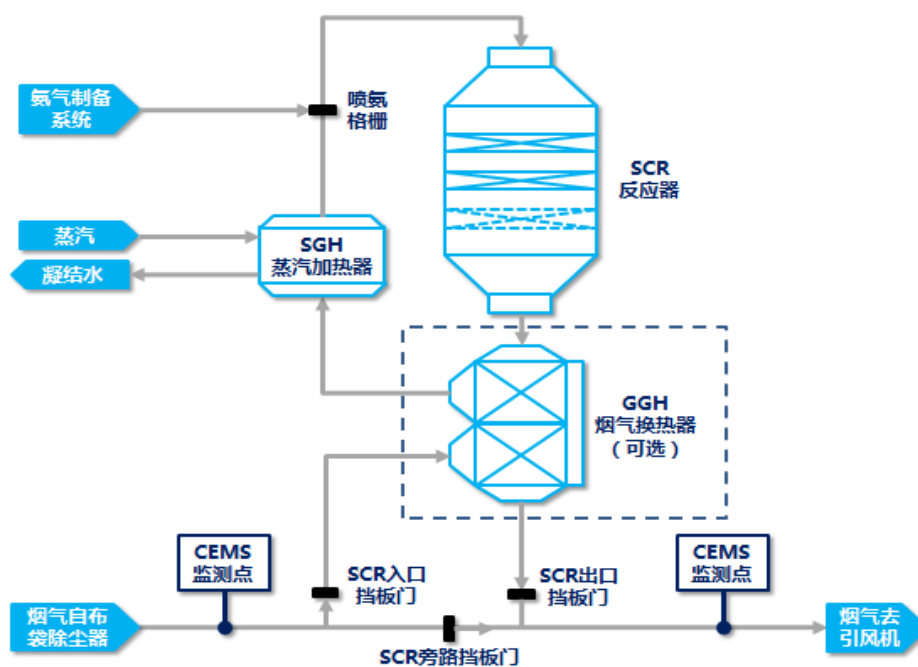 氨气制备
系统
喷氨
格栅
SCR
反应器
蒸汽
凝结水
SGH
蒸汽加热器
GGH
烟气换热器
（可选）
CEMS
监测点
SCR入口
挡板门
SCR出口
挡板门
CEMS
监测点
烟气自布
袋除尘器
SCR旁路挡板门
烟气去
引风机